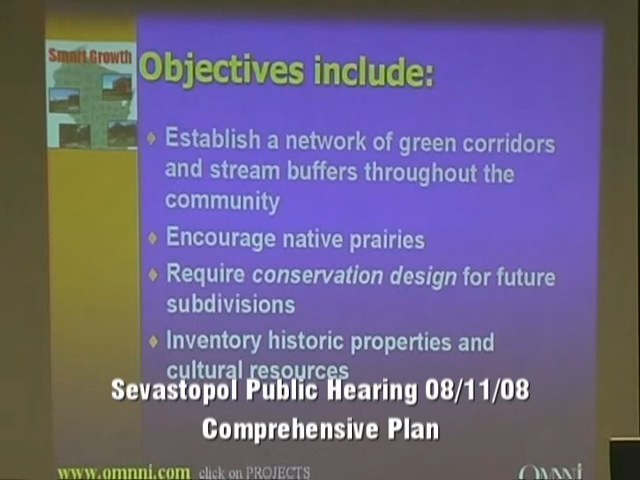 Smart Growth
Objectives include:
Establish a network of green corridors
and stream buffers throughout the
community
Encourage native prairies
Require conservation design for future
subdivisions
Inventory historic properties and
cultural resources
Sevastopol Public Hearing 08/11/08
Comprehensive Plan
www.omnni.com click on PROJECTS
OMNNI